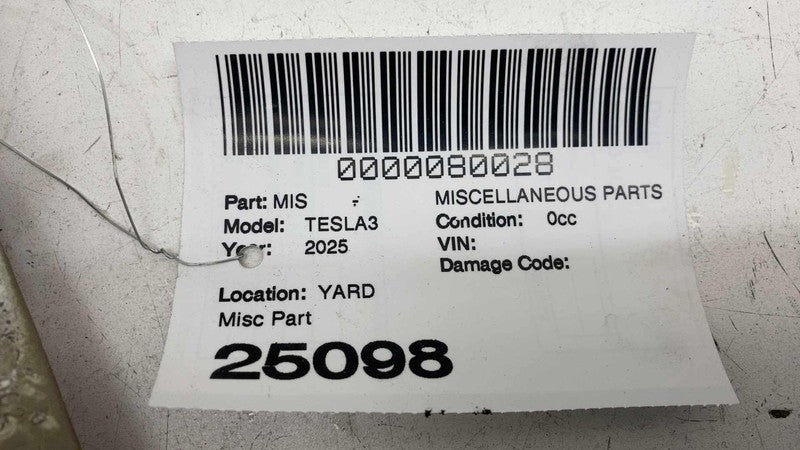 0000080028
Part: MIS - MISCELLANEOUS PARTS
Model: TESLA3 Condition: 0cc
Year: 2025 VIN:
Damage Code:
Location: YARD
Misc Part
25098